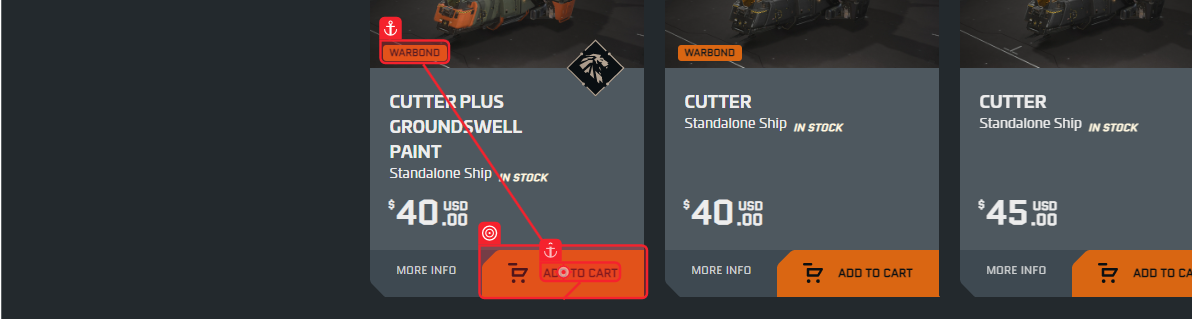 WARBOND
CUTTER PLUS
GROUNDSWELL
PAINT
Standalone Ship IN STOCK
$40 USD .00
MORE INFO
ADD TO CART
WARBOND
CUTTER
Standalone Ship IN STOCK
$40 USD .00
MORE INFO
ADD TO CART
CUTTER
Standalone Ship IN STOCK
$45 USD .00
MORE INFO
ADD TO CA